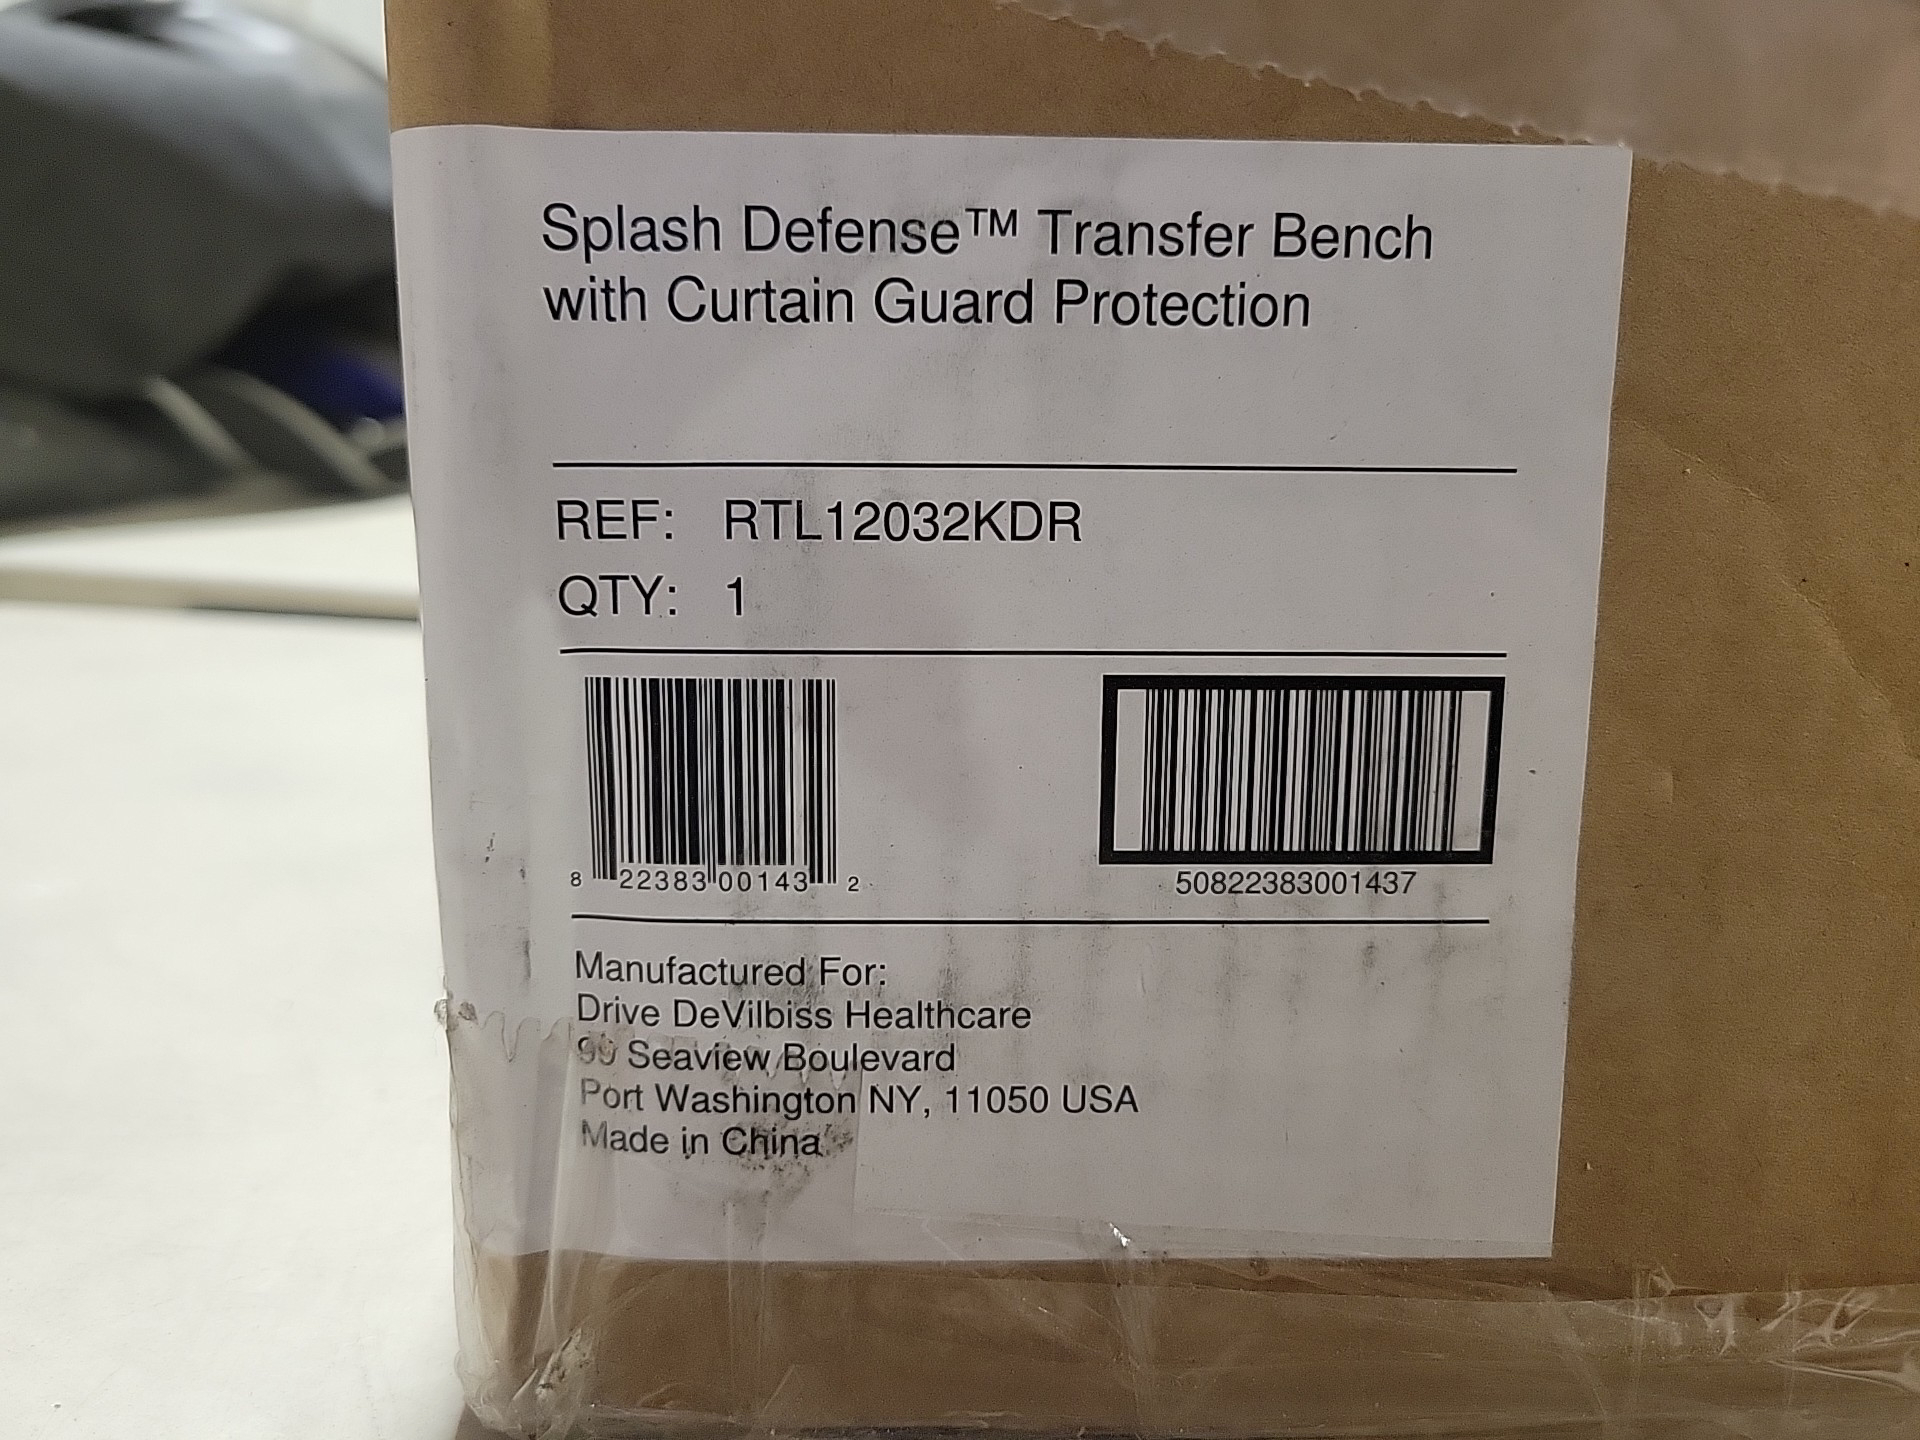 Splash Defense™ Transfer Bench
with Curtain Guard Protection
REF: RTL12032KDR
QTY: 1
8 22383 00143 2
50822383001437
Manufactured For:
Drive DeVilbiss Healthcare
99 Seaview Boulevard
Port Washington NY, 11050 USA
Made in China